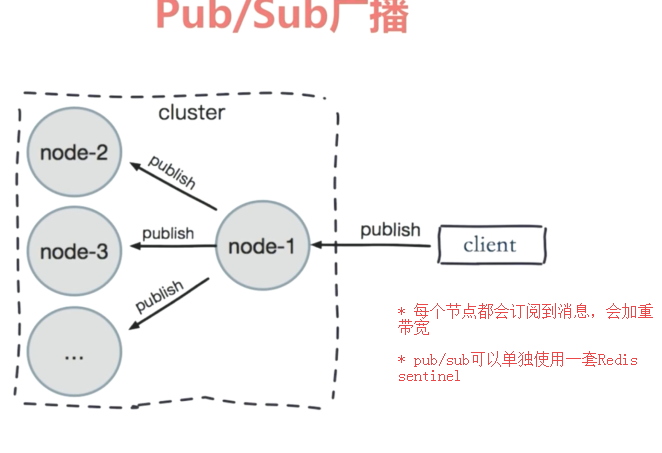 Pub/Sub广播
cluster
node-2
publish
publish
node-3
publish
node-1
publish
client
...
* 每个节点都会订阅到消息，会加重
带宽
* pub/sub可以单独使用一套Redis
sentinel